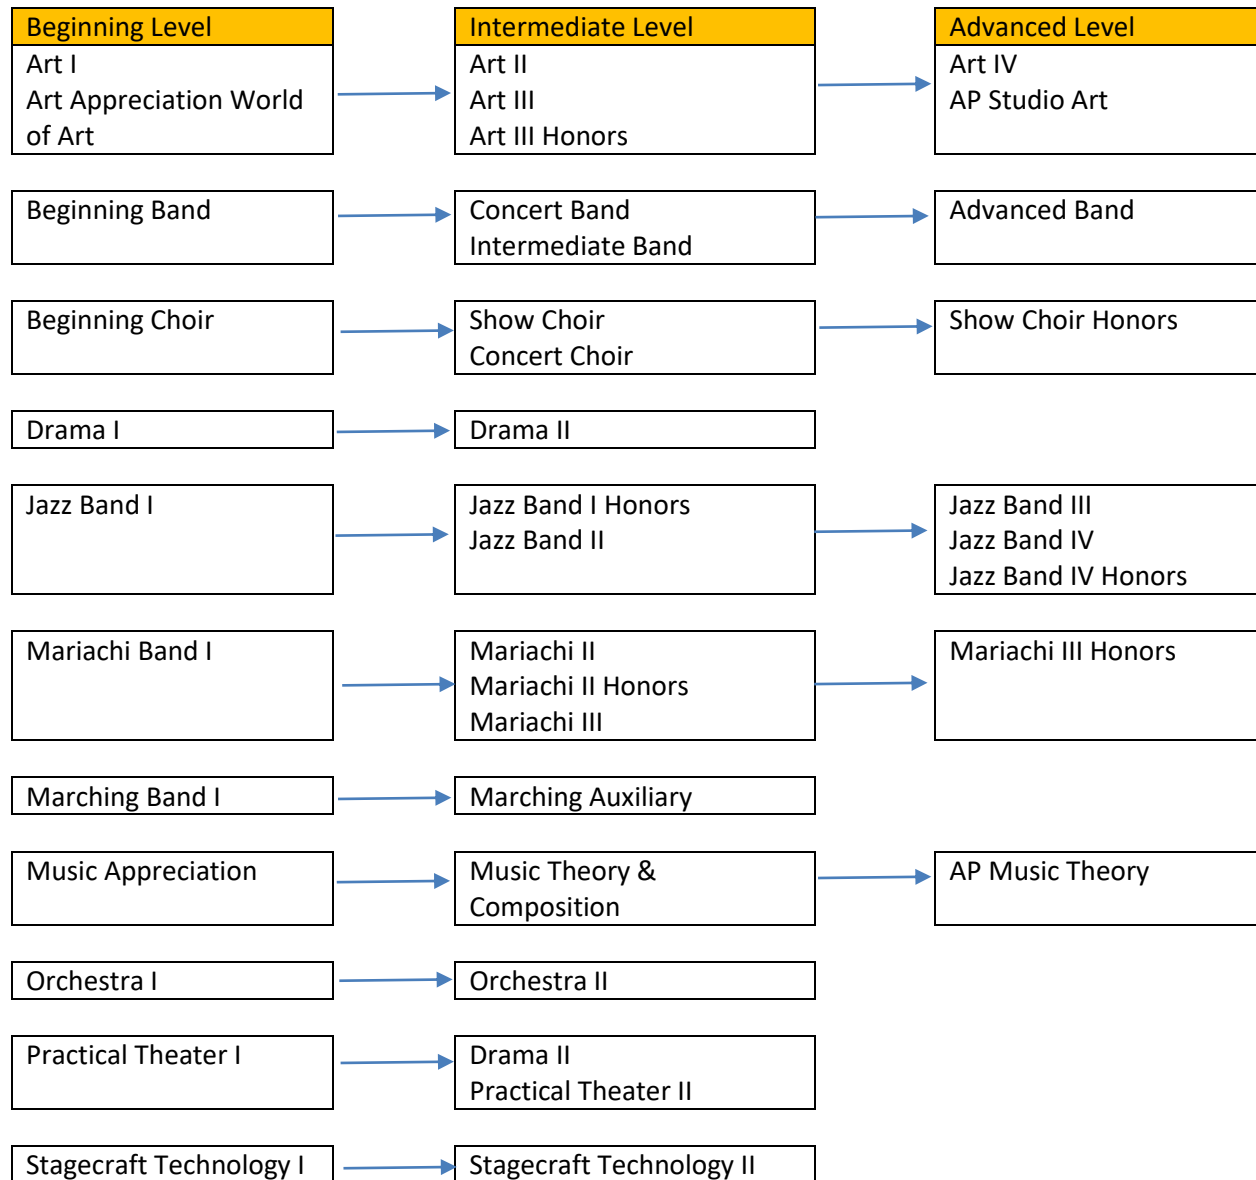 Beginning Level
Intermediate Level
Advanced Level
Art I
Art Appreciation World
of Art
Art II
Art III
Art III Honors
Art IV
AP Studio Art
Beginning Band
Concert Band
Intermediate Band
Advanced Band
Beginning Choir
Show Choir
Concert Choir
Show Choir Honors
Drama I
Drama II
Jazz Band I
Jazz Band I Honors
Jazz Band II
Jazz Band III
Jazz Band IV
Jazz Band IV Honors
Mariachi Band I
Mariachi II
Mariachi II Honors
Mariachi III
Mariachi III Honors
Marching Band I
Marching Auxiliary
Music Appreciation
Music Theory &
Composition
AP Music Theory
Orchestra I
Orchestra II
Practical Theater I
Drama II
Practical Theater II
Stagecraft Technology I
Stagecraft Technology II